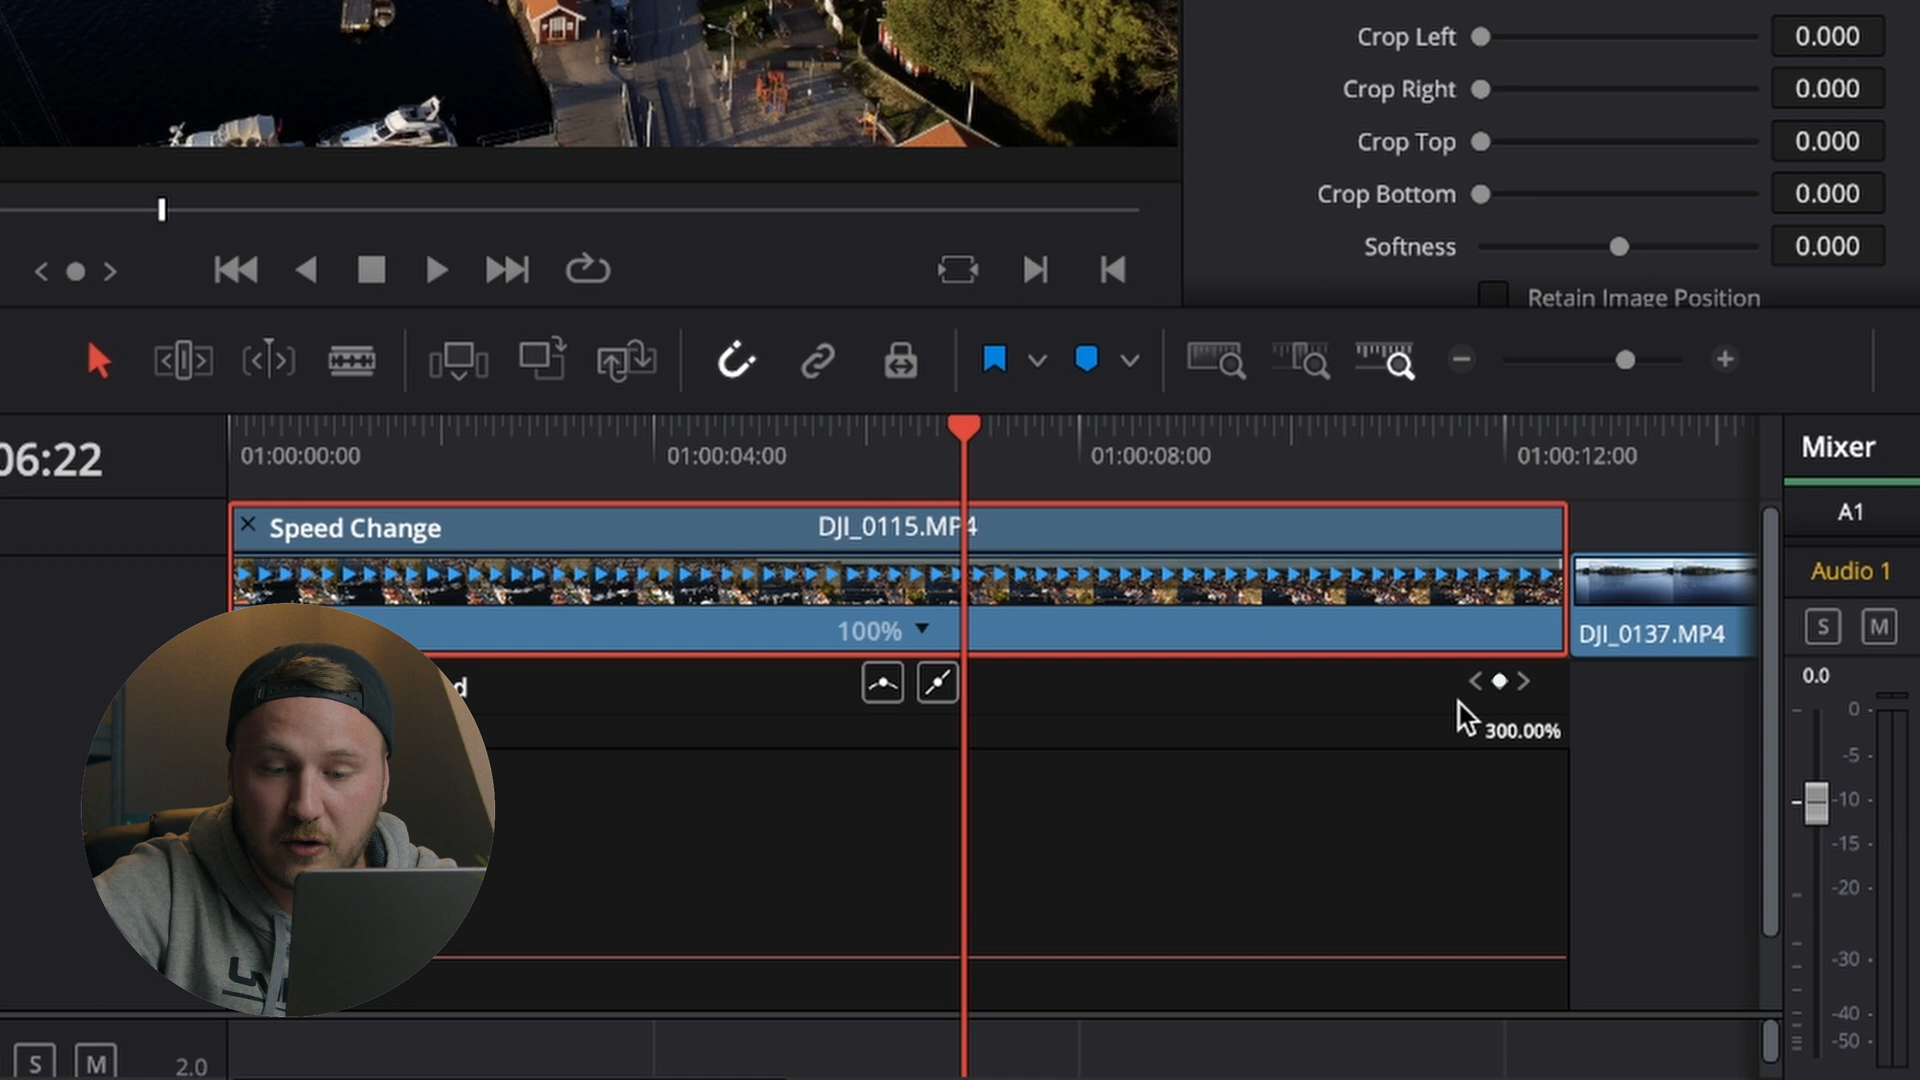 Crop Left 0.000
Crop Right 0.000
Crop Top 0.000
Crop Bottom 0.000
Softness 0.000
Retain Image Position
06:22
01:00:00:00 01:00:04:00 01:00:08:00 01:00:12:00
Mixer
Speed Change DJI_0115.MP4
A1
Audio 1
100%
DJI_0137.MP4
S M
d
0.0
300.00%
0
-5
-10
-15
-20
-30
-40
-50
S M 2.0